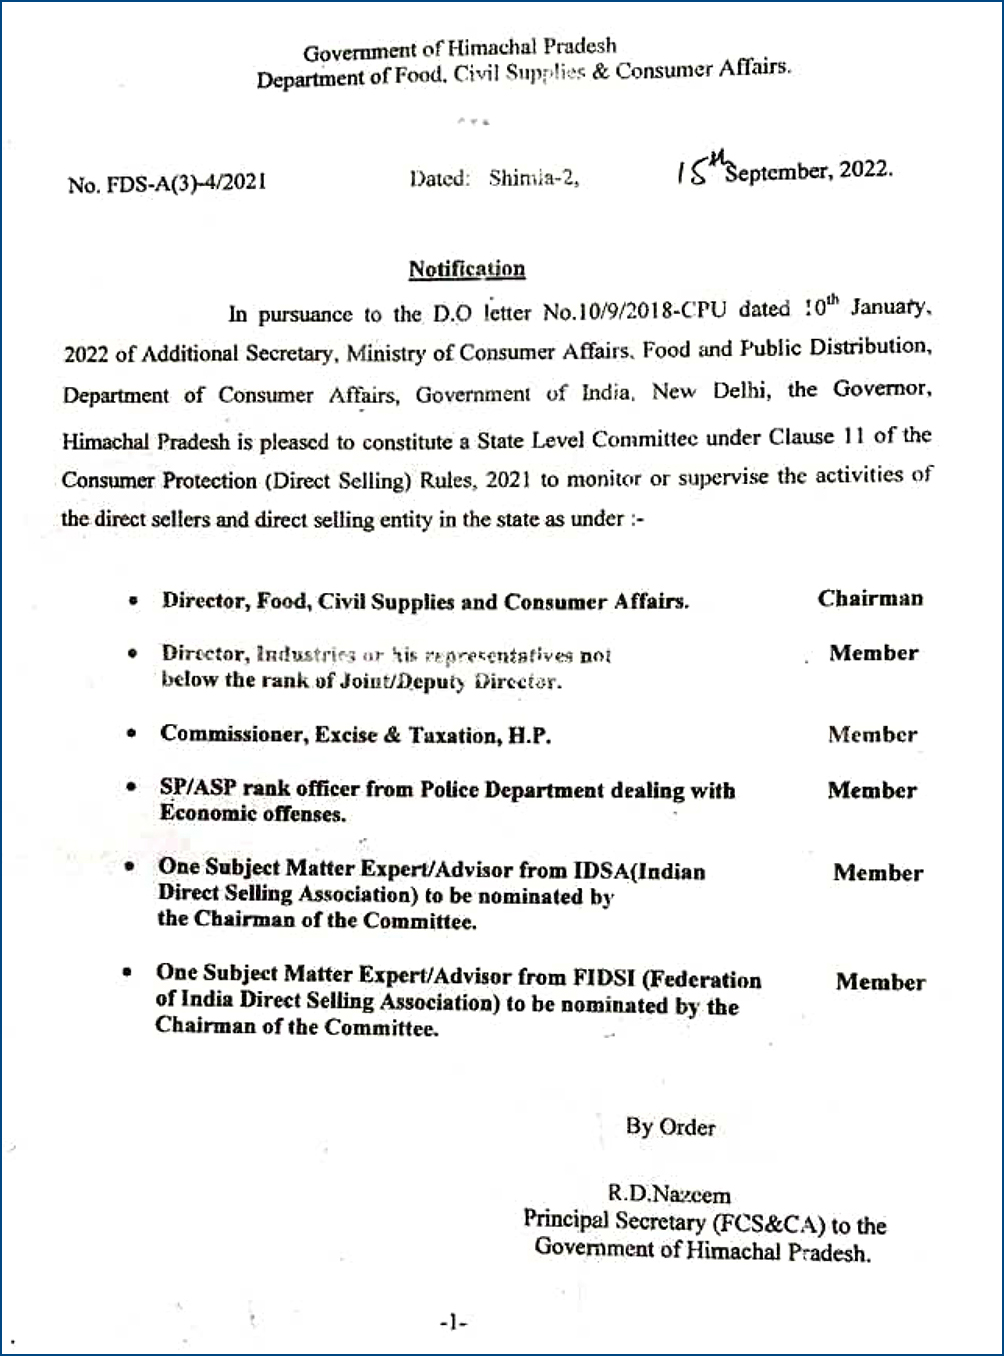 Government of Himachal Pradesh
Department of Food, Civil Supplies & Consumer Affairs.
No. FDS-A(3)-4/2021 Dated: Shimla-2, 15th September, 2022.
Notification
In pursuance to the D.O letter No.10/9/2018-CPU dated 10th January,
2022 of Additional Secretary, Ministry of Consumer Affairs, Food and Public Distribution,
Department of Consumer Affairs, Government of India, New Delhi, the Governor,
Himachal Pradesh is pleased to constitute a State Level Committee under Clause 11 of the
Consumer Protection (Direct Selling) Rules, 2021 to monitor or supervise the activities of
the direct sellers and direct selling entity in the state as under :-
• Director, Food, Civil Supplies and Consumer Affairs. Chairman
• Director, Industries or his representatives not Member
below the rank of Joint/Deputy Director.
• Commissioner, Excise & Taxation, H.P. Member
• SP/ASP rank officer from Police Department dealing with Member
Economic offenses.
• One Subject Matter Expert/Advisor from IDSA(Indian Member
Direct Selling Association) to be nominated by
the Chairman of the Committee.
• One Subject Matter Expert/Advisor from FIDSI (Federation Member
of India Direct Selling Association) to be nominated by the
Chairman of the Committee.
By Order
R.D.Nazeem
Principal Secretary (FCS&CA) to the
Government of Himachal Pradesh.
-1-